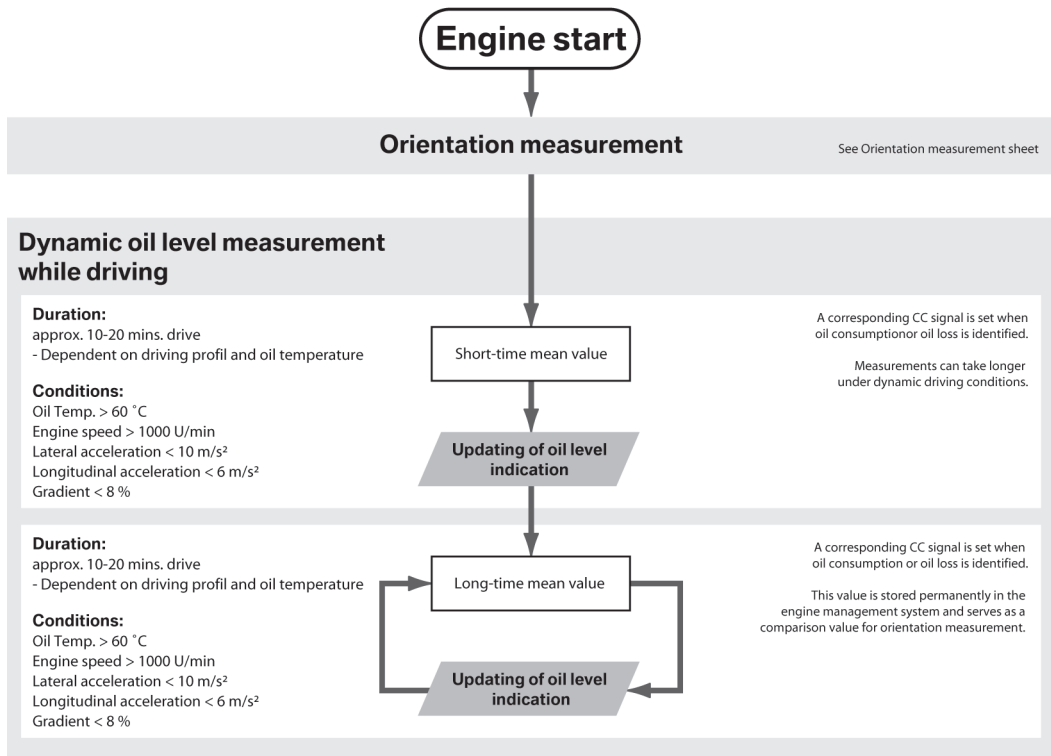 Engine start
Orientation measurement
See Orientation measurement sheet
Dynamic oil level measurement
while driving
Duration:
approx. 10-20 mins. drive
- Dependent on driving profil and oil temperature
Conditions:
Oil Temp. > 60 ˚C
Engine speed > 1000 U/min
Lateral acceleration < 10 m/s²
Longitudinal acceleration < 6 m/s²
Gradient < 8 %
Short-time mean value
Updating of oil level
indication
A corresponding CC signal is set when
oil consumptionor oil loss is identified.
Measurements can take longer
under dynamic driving conditions.
Duration:
approx. 10-20 mins. drive
- Dependent on driving profil and oil temperature
Conditions:
Oil Temp. > 60 ˚C
Engine speed > 1000 U/min
Lateral acceleration < 10 m/s²
Longitudinal acceleration < 6 m/s²
Gradient < 8 %
Long-time mean value
Updating of oil level
indication
A corresponding CC signal is set when
oil consumption or oil loss is identified.
This value is stored permanently in the
engine management system and serves as a
comparison value for orientation measurement.